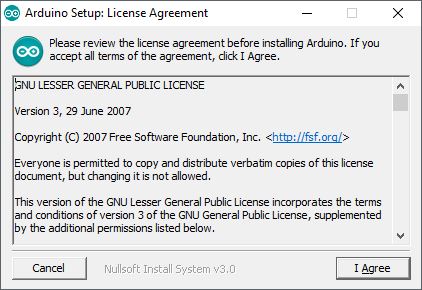 Arduino Setup: License Agreement
Please review the license agreement before installing Arduino. If you
accept all terms of the agreement, click I Agree.
GNU LESSER GENERAL PUBLIC LICENSE
Version 3, 29 June 2007
Copyright (C) 2007 Free Software Foundation, Inc. <http://fsf.org/>
Everyone is permitted to copy and distribute verbatim copies of this license
document, but changing it is not allowed.
This version of the GNU Lesser General Public License incorporates the terms
and conditions of version 3 of the GNU General Public License, supplemented
by the additional permissions listed below.
Cancel
Nullsoft Install System v3.0
I Agree